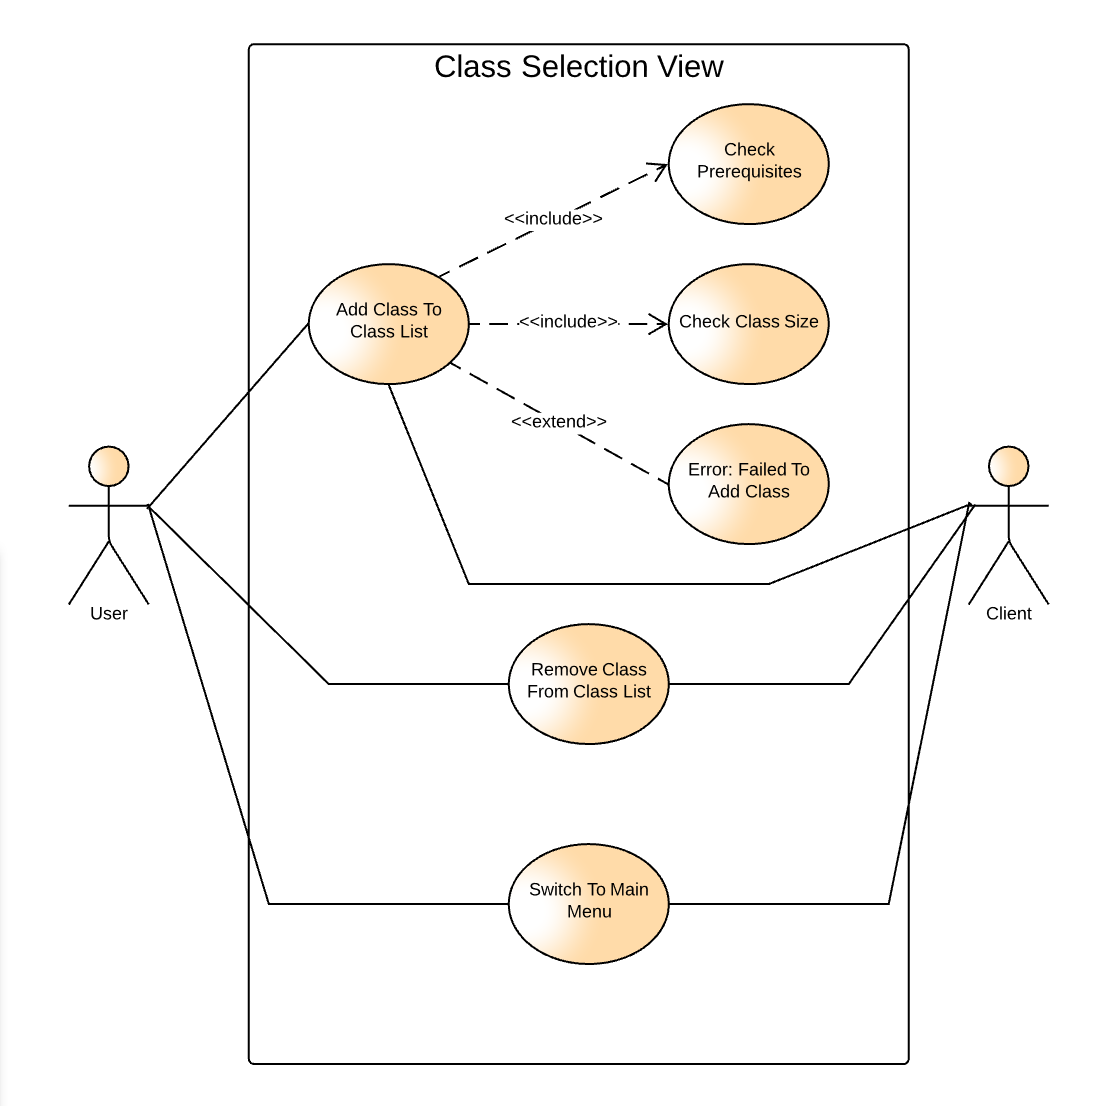 Class Selection View
Check
Prerequisites
<<include>>
Add Class To
Class List
<<include>>
Check Class Size
<<extend>>
Error: Failed To
Add Class
User
Client
Remove Class
From Class List
Switch To Main
Menu